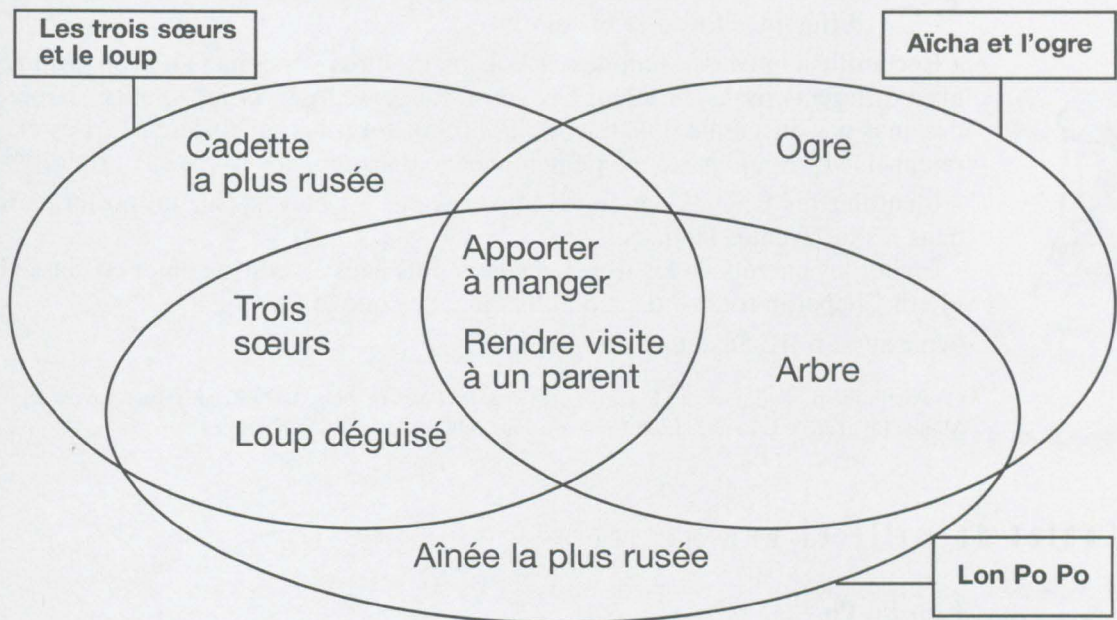 Les trois sœurs
et le loup
Aïcha et l'ogre
Cadette
la plus rusée
Ogre
Apporter
à manger
Trois
sœurs
Rendre visite
à un parent
Arbre
Loup déguisé
Aînée la plus rusée
Lon Po Po